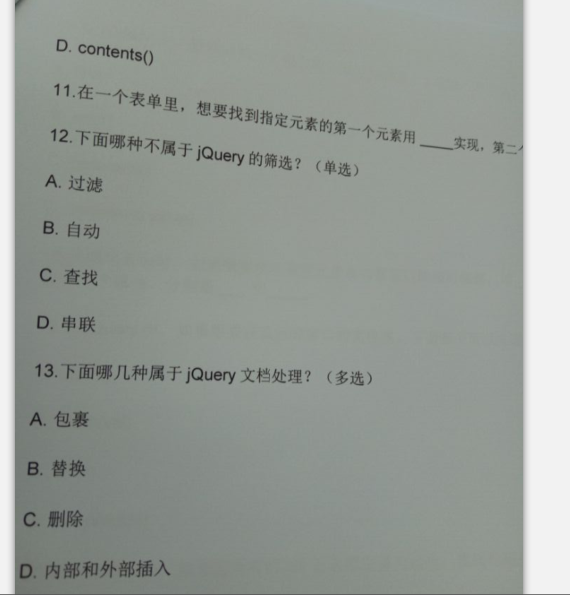 D. contents()
11.在一个表单里，想要找到指定元素的第一个元素用____实现，第二
12.下面哪种不属于 jQuery 的筛选？（单选）
A. 过滤
B. 自动
C. 查找
D. 串联
13.下面哪几种属于 jQuery 文档处理？（多选）
A. 包裹
B. 替换
C. 删除
D. 内部和外部插入